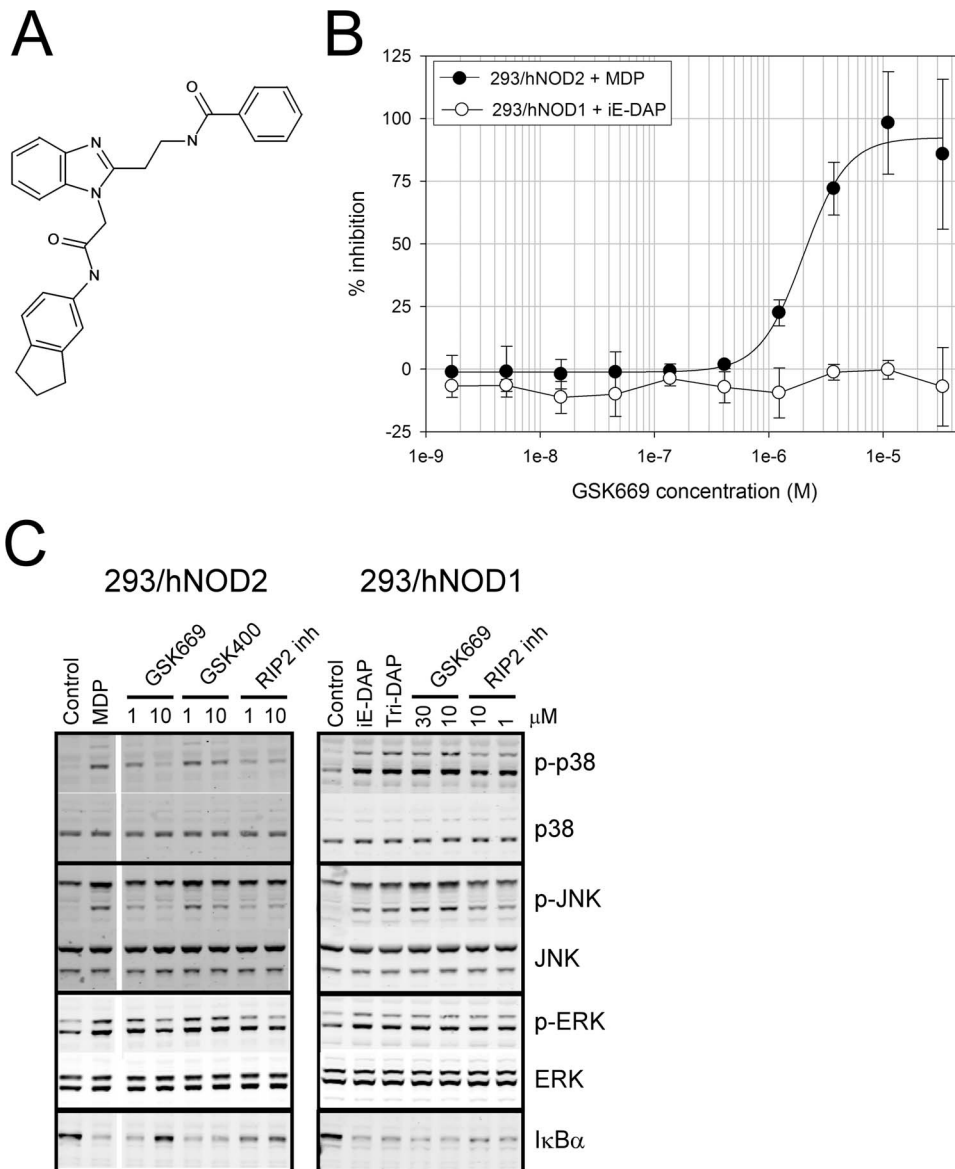 A
O
N
N
H
N
O
N
H
B
125
100
75
50
25
0
-25
% inhibition
293/hNOD2 + MDP
293/hNOD1 + iE-DAP
1e-9 1e-8 1e-7 1e-6 1e-5
GSK669 concentration (M)
C
293/hNOD2 293/hNOD1
Control MDP GSK669 GSK400 RIP2 inh Control iE-DAP Tri-DAP GSK669 RIP2 inh
1 10 1 10 1 10 30 10 10 1 μM
p-p38
p38
p-JNK
JNK
p-ERK
ERK
IκBα